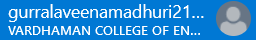 gurralaveenamadhuri21...
VARDHAMAN COLLEGE OF EN...